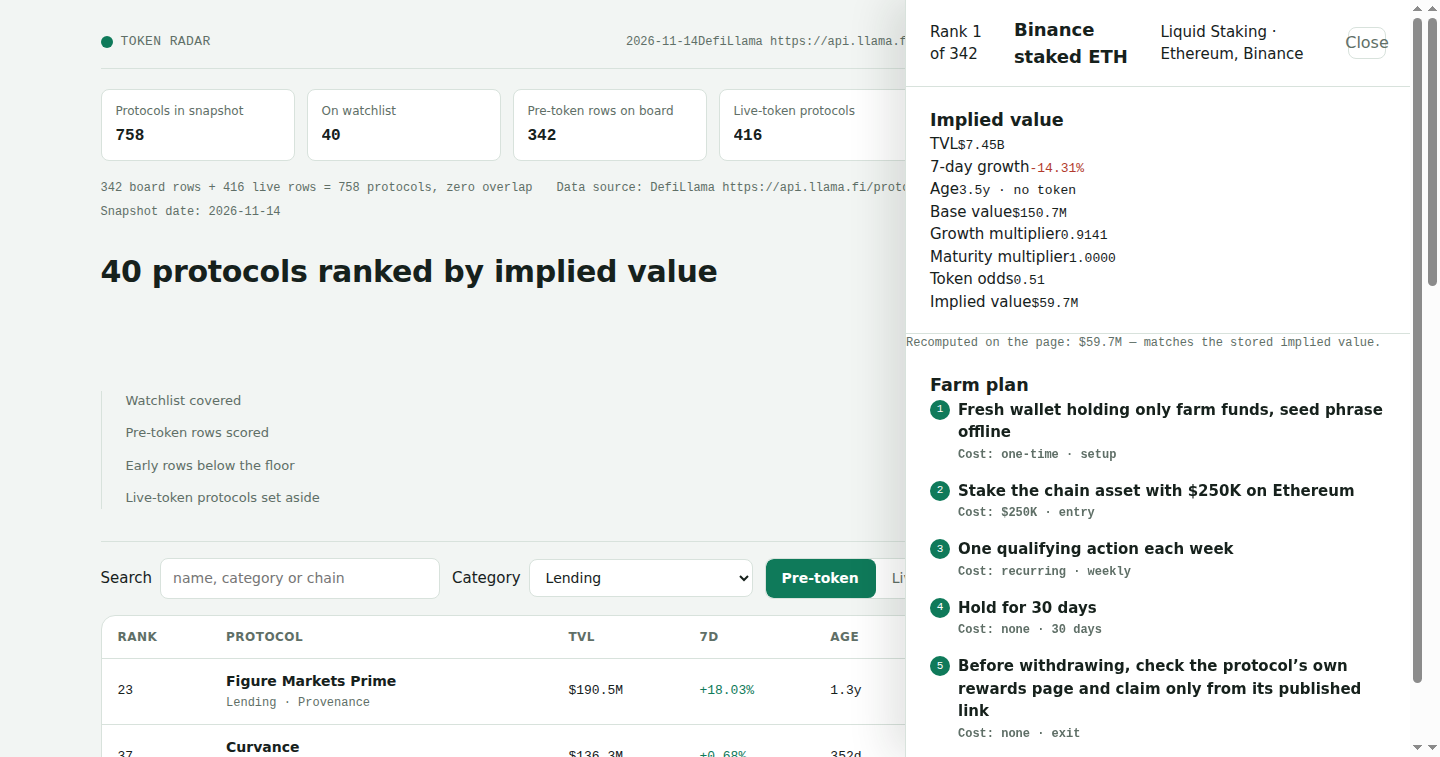 TOKEN RADAR
2026-11-14DefiLlama https://api.llama.f
Protocols in snapshot
758
On watchlist
40
Pre-token rows on board
342
Live-token protocols
416
342 board rows + 416 live rows = 758 protocols, zero overlap
Data source: DefiLlama https://api.llama.fi/proto
Snapshot date: 2026-11-14
40 protocols ranked by implied value
Watchlist covered
Pre-token rows scored
Early rows below the floor
Live-token protocols set aside
Search
name, category or chain
Category
Lending
Pre-token
Li
RANK PROTOCOL TVL 7D AGE
23 Figure Markets Prime $190.5M +18.03% 1.3y
Lending · Provenance
37 Curvance $136.3M +0.68% 352d
Rank 1
of 342
Binance
staked ETH
Liquid Staking ·
Ethereum, Binance
Close
Implied value
TVL$7.45B
7-day growth-14.31%
Age3.5y · no token
Base value$150.7M
Growth multiplier0.9141
Maturity multiplier1.0000
Token odds0.51
Implied value$59.7M
Recomputed on the page: $59.7M — matches the stored implied value.
Farm plan
1 Fresh wallet holding only farm funds, seed phrase
offline
Cost: one-time · setup
2 Stake the chain asset with $250K on Ethereum
Cost: $250K · entry
3 One qualifying action each week
Cost: recurring · weekly
4 Hold for 30 days
Cost: none · 30 days
5 Before withdrawing, check the protocol’s own
rewards page and claim only from its published
link
Cost: none · exit